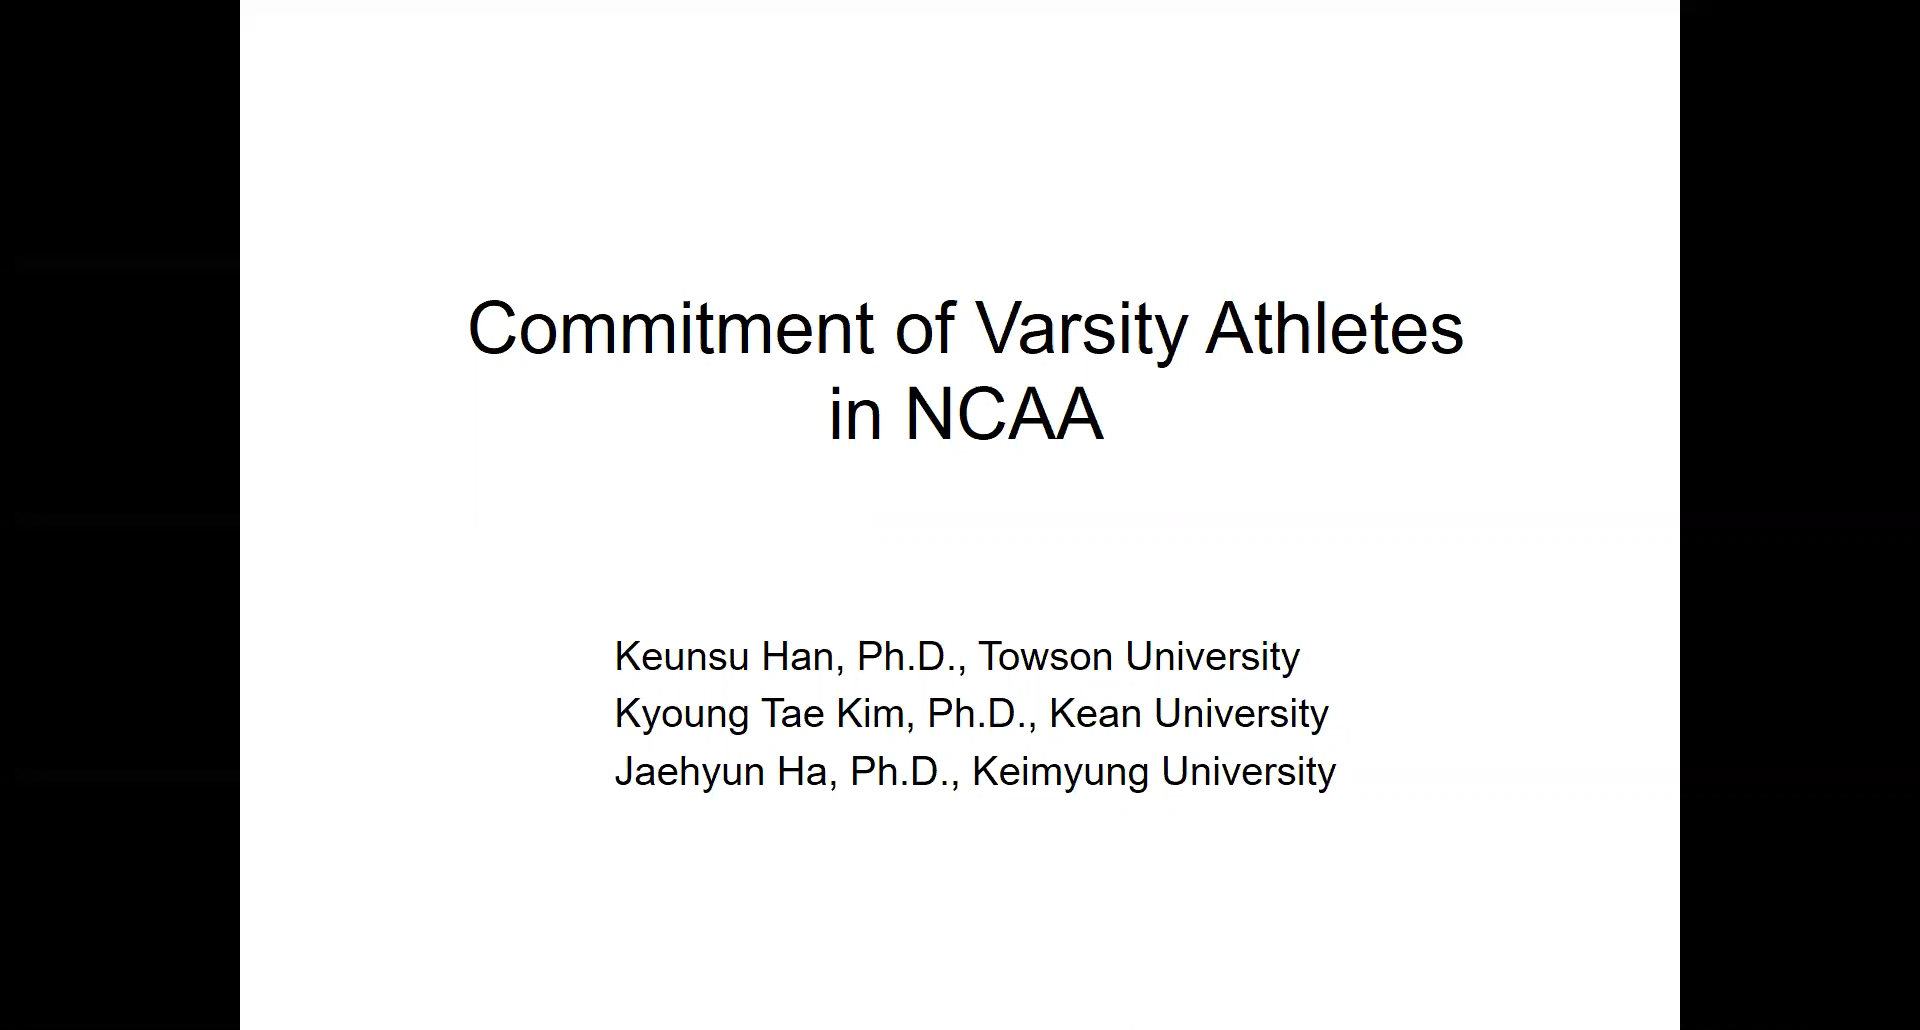 Commitment of Varsity Athletes
in NCAA
Keunsu Han, Ph.D., Towson University
Kyoung Tae Kim, Ph.D., Kean University
Jaehyun Ha, Ph.D., Keimyung University